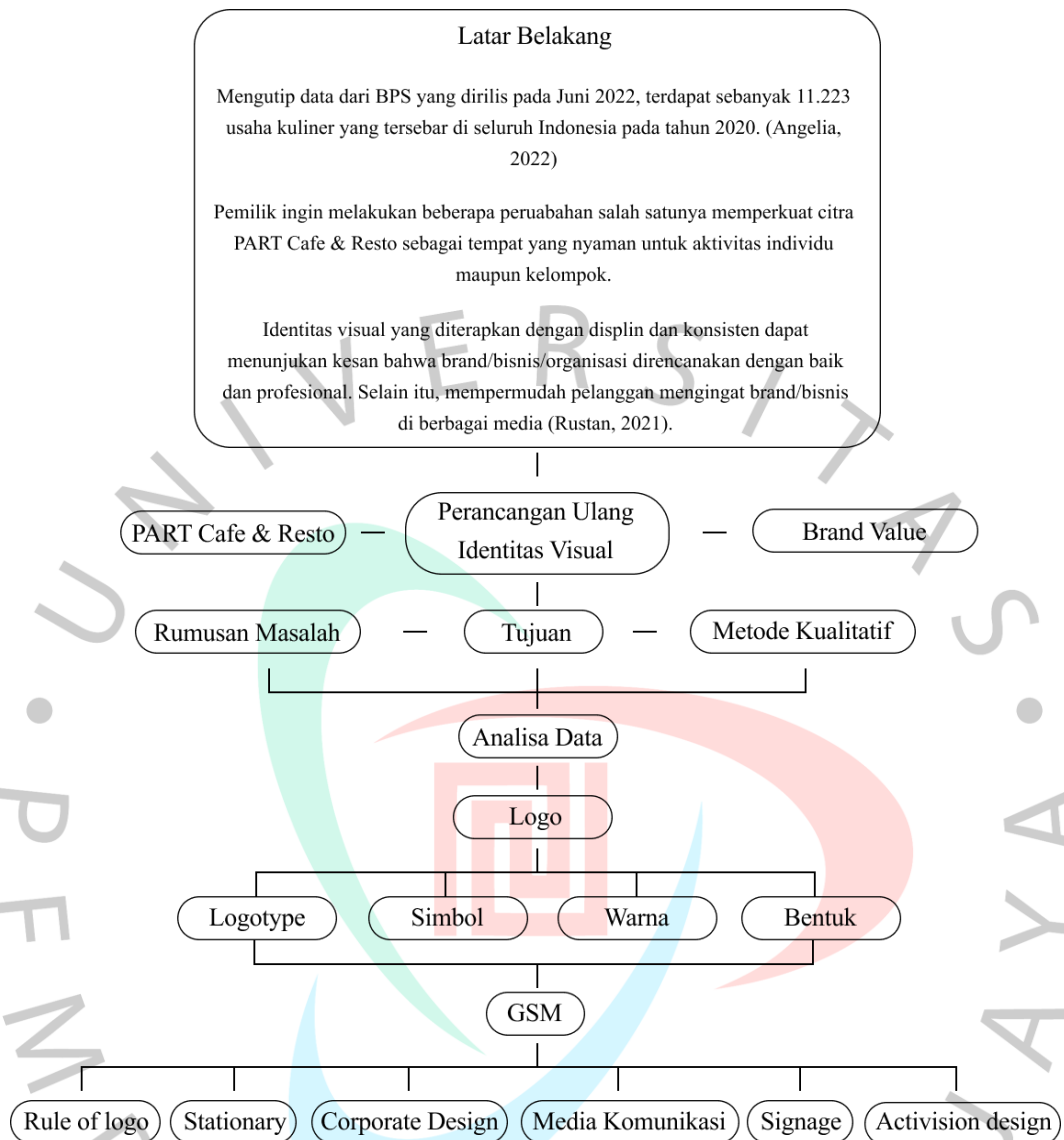 Latar Belakang
Mengutip data dari BPS yang dirilis pada Juni 2022, terdapat sebanyak 11.223
usaha kuliner yang tersebar di seluruh Indonesia pada tahun 2020. (Angelia,
2022)
Pemilik ingin melakukan beberapa peruabahan salah satunya memperkuat citra
PART Cafe & Resto sebagai tempat yang nyaman untuk aktivitas individu
maupun kelompok.
Identitas visual yang diterapkan dengan displin dan konsisten dapat
menunjukan kesan bahwa brand/bisnis/organisasi direncanakan dengan baik
dan profesional. Selain itu, mempermudah pelanggan mengingat brand/bisnis
di berbagai media (Rustan, 2021).
PART Cafe & Resto
Perancangan Ulang
Identitas Visual
Brand Value
Rumusan Masalah
Tujuan
Metode Kualitatif
Analisa Data
Logo
Logotype
Simbol
Warna
Bentuk
GSM
Rule of logo
Stationary
Corporate Design
Media Komunikasi
Signage
Activision design
UNIVERSITAS